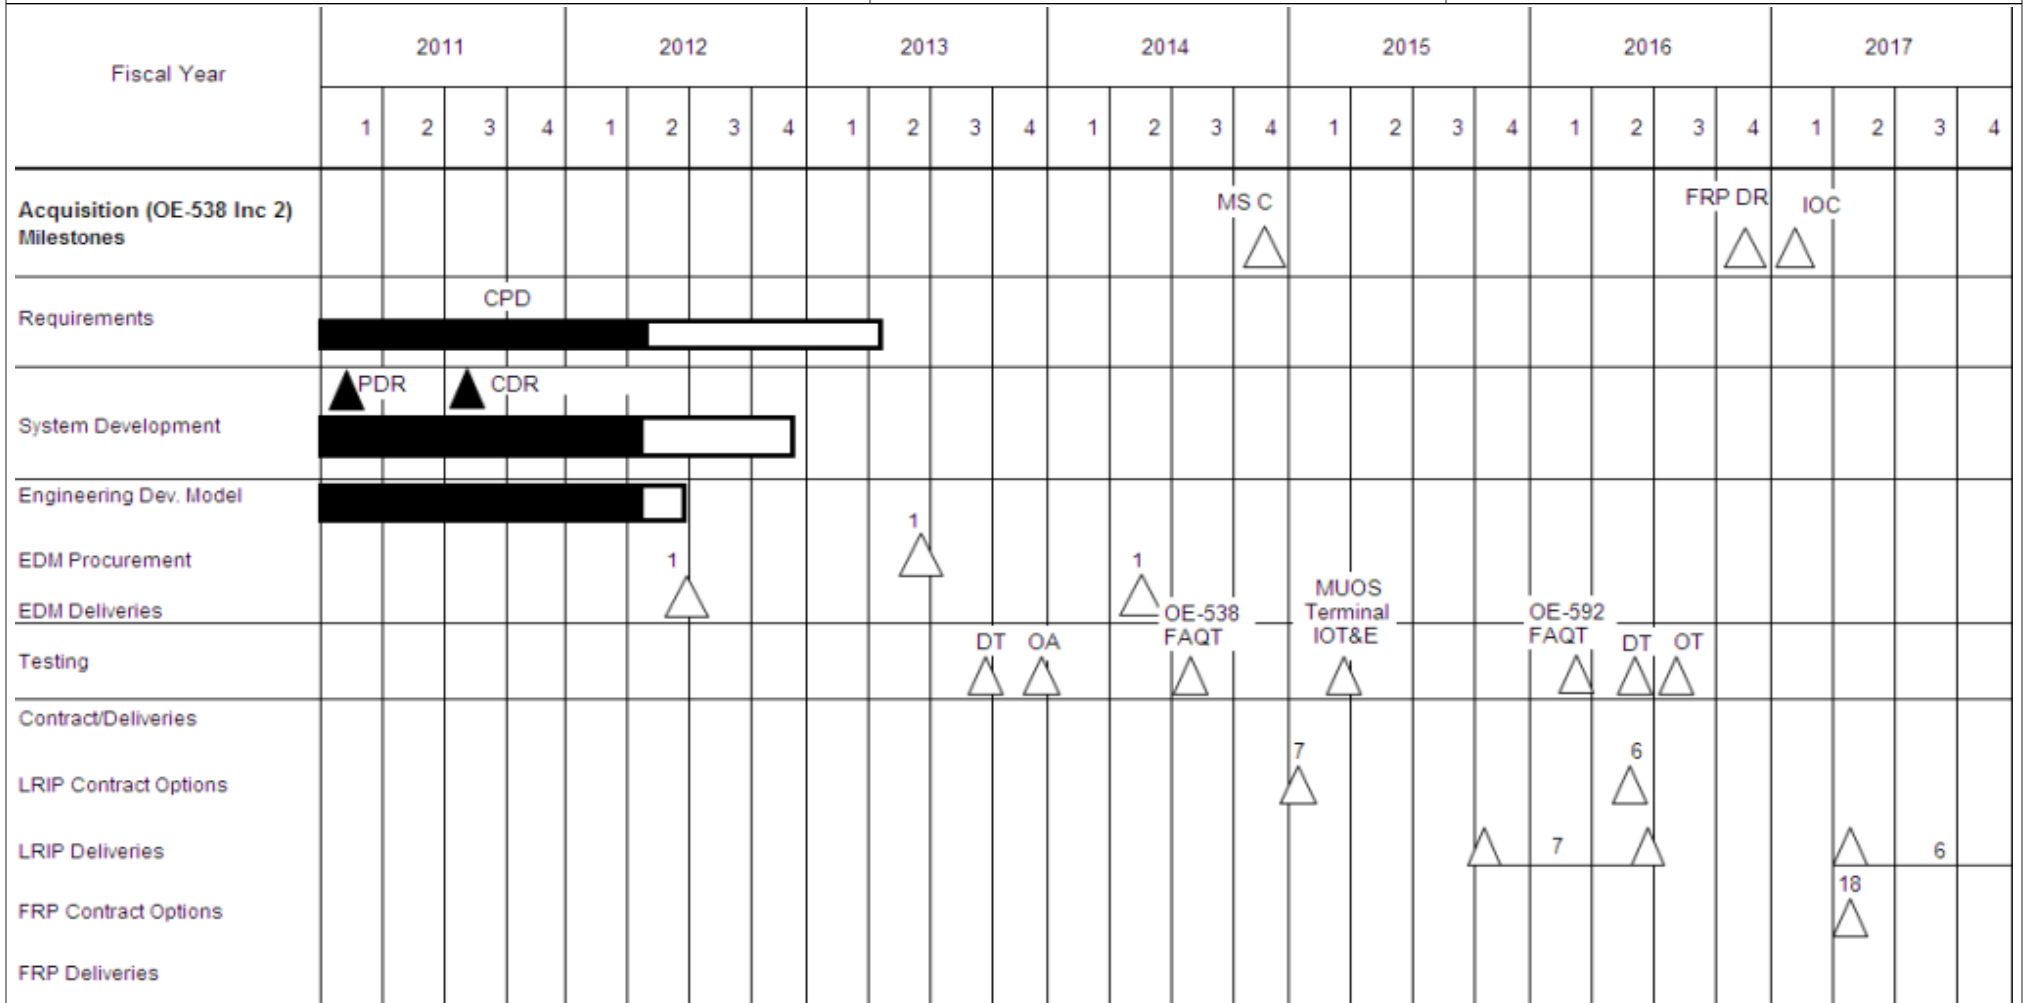 2011 2012 2013 2014 2015 2016 2017
Fiscal Year
1 2 3 4 1 2 3 4 1 2 3 4 1 2 3 4 1 2 3 4 1 2 3 4 1 2 3 4
MS C FRP DR IOC
Acquisition (OE-538 Inc 2)
Milestones
CPD
Requirements
PDR CDR
System Development
Engineering Dev. Model
1
EDM Procurement 1 1
MUOS
Terminal
IOT&E
EDM Deliveries
OE-538
FAQT
OE-592
FAQT
Testing DT OA DT OT
Contract/Deliveries
7 6
LRIP Contract Options
LRIP Deliveries 7 6
18
FRP Contract Options
FRP Deliveries